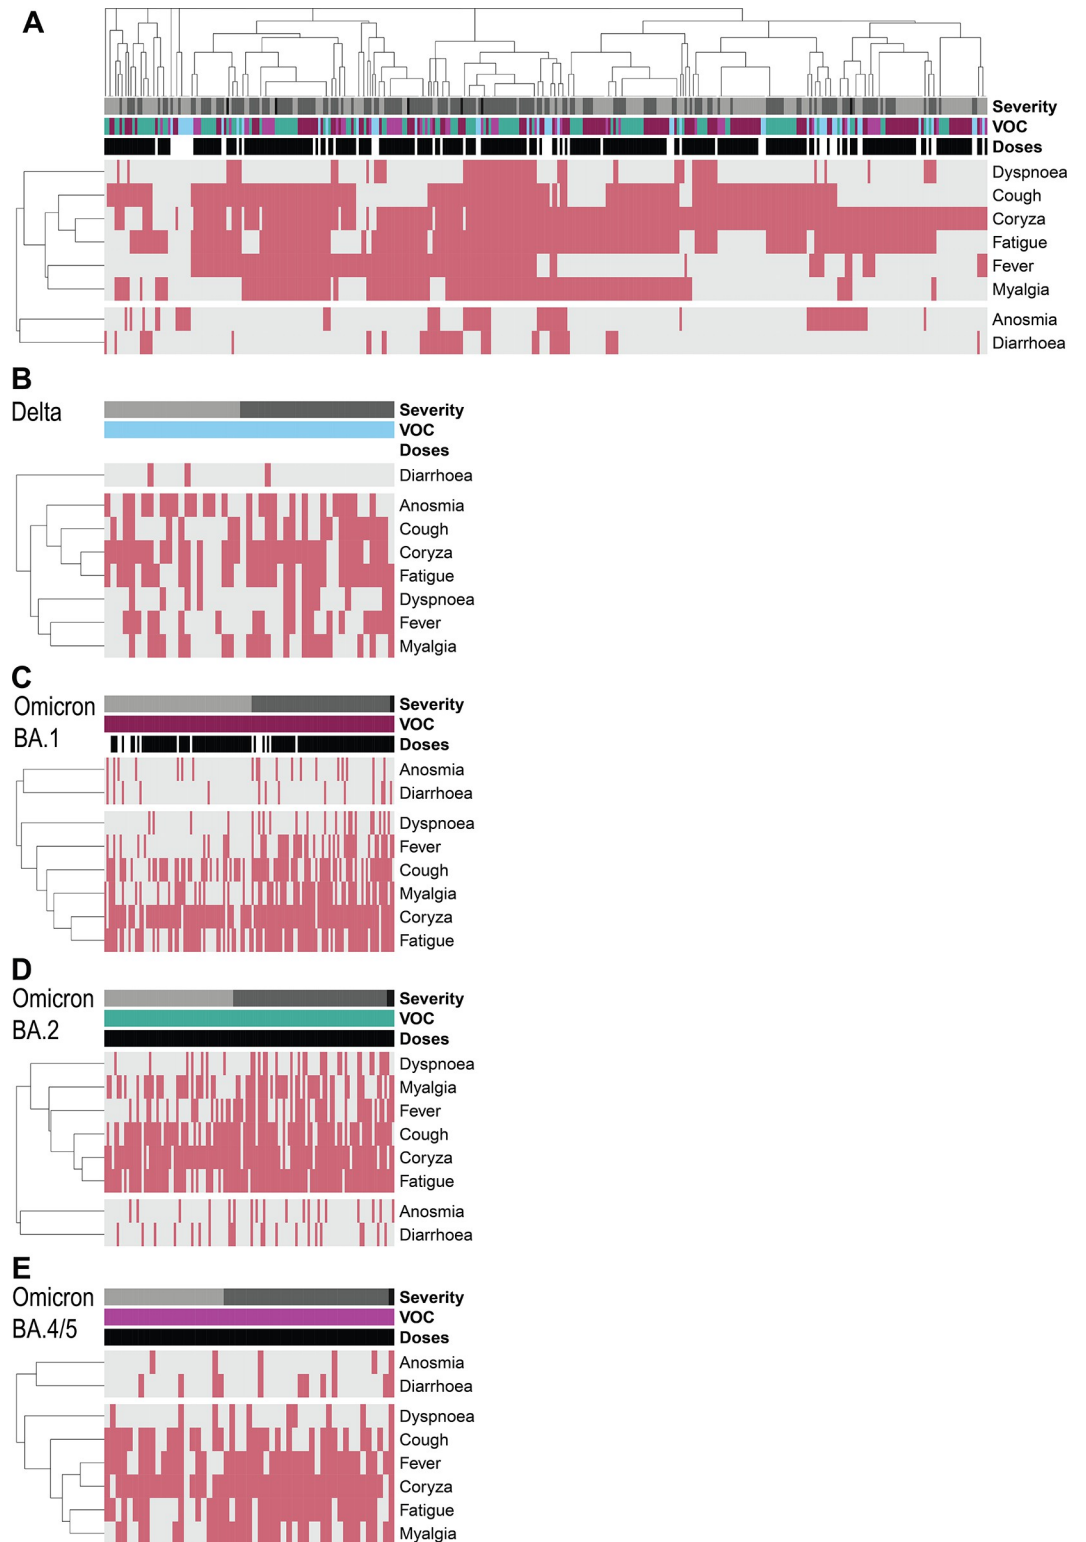 A
Severity
VOC
Doses
Dyspnoea
Cough
Coryza
Fatigue
Fever
Myalgia
Anosmia
Diarrhoea
B
Delta
Severity
VOC
Doses
Diarrhoea
Anosmia
Cough
Coryza
Fatigue
Dyspnoea
Fever
Myalgia
C
Omicron
BA.1
Severity
VOC
Doses
Anosmia
Diarrhoea
Dyspnoea
Fever
Cough
Myalgia
Coryza
Fatigue
D
Omicron
BA.2
Severity
VOC
Doses
Dyspnoea
Myalgia
Fever
Cough
Coryza
Fatigue
Anosmia
Diarrhoea
E
Omicron
BA.4/5
Severity
VOC
Doses
Anosmia
Diarrhoea
Dyspnoea
Cough
Fever
Coryza
Fatigue
Myalgia